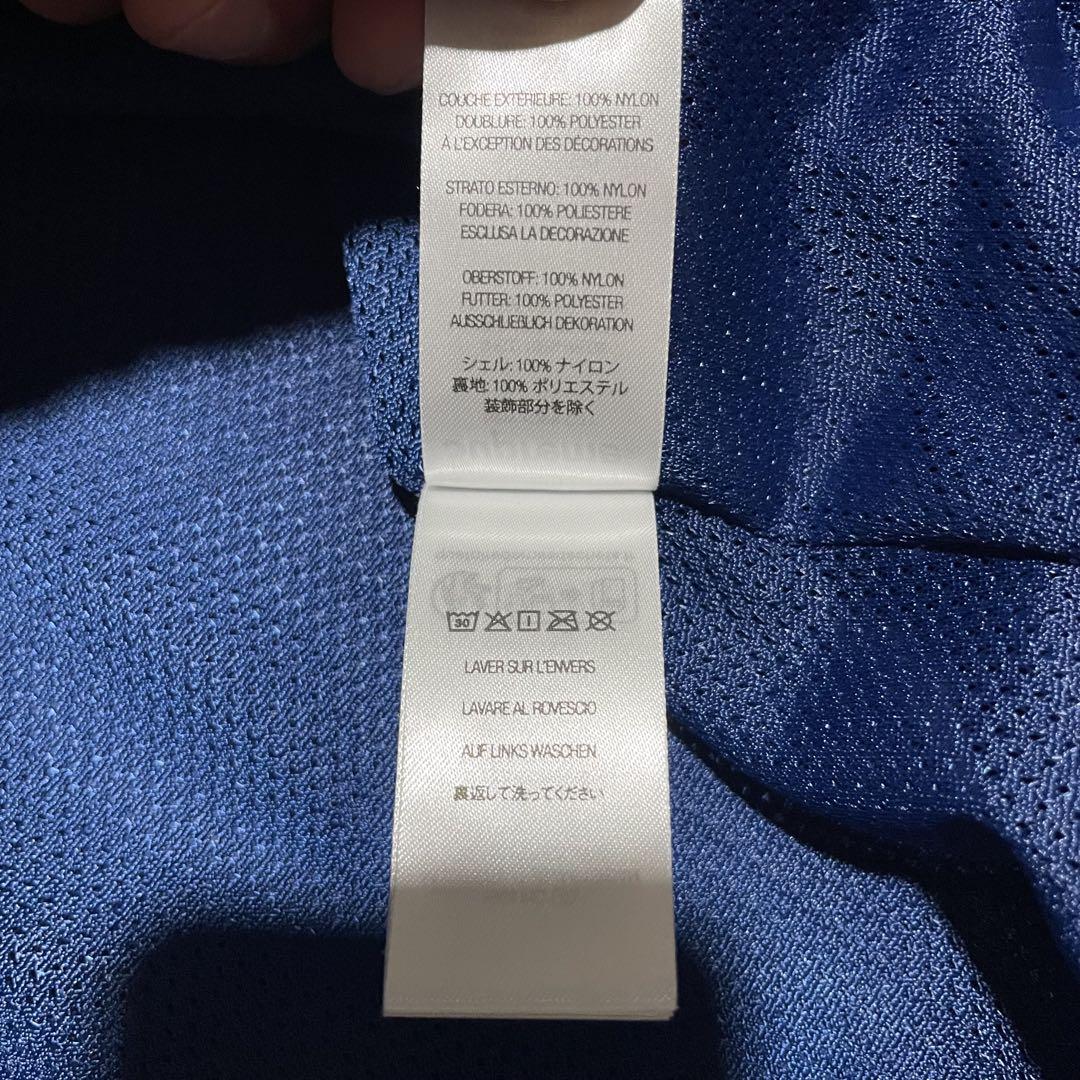 COUCHE EXTÉRIEURE: 100% NYLON
DOUBLURE: 100% POLYESTER
À L'EXCEPTION DES DÉCORATIONS
STRATO ESTERNO: 100% NYLON
FODERA: 100% POLIESTERE
ESCLUSA LA DECORAZIONE
OBERSTOFF: 100% NYLON
FUTTER: 100% POLYESTER
AUSSCHLIEBLICH DEKORATION
シェル: 100% ナイロン
裏地: 100% ポリエステル
装飾部分を除く
30
LAVER SUR L'ENVERS
LAVARE AL ROVESCIO
AUF LINKS WASCHEN
裏返して洗ってください